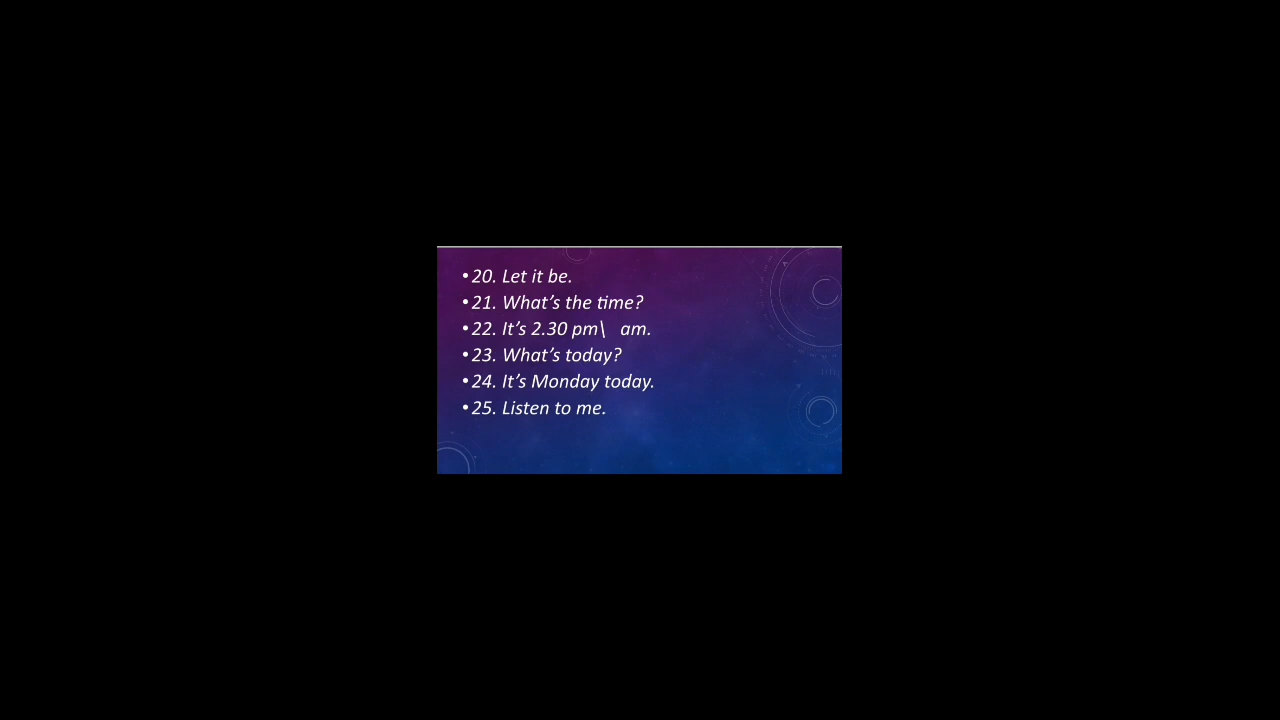 •20. Let it be.
•21. What’s the time?
•22. It’s 2.30 pm\   am.
•23. What’s today?
•24. It’s Monday today.
•25. Listen to me.